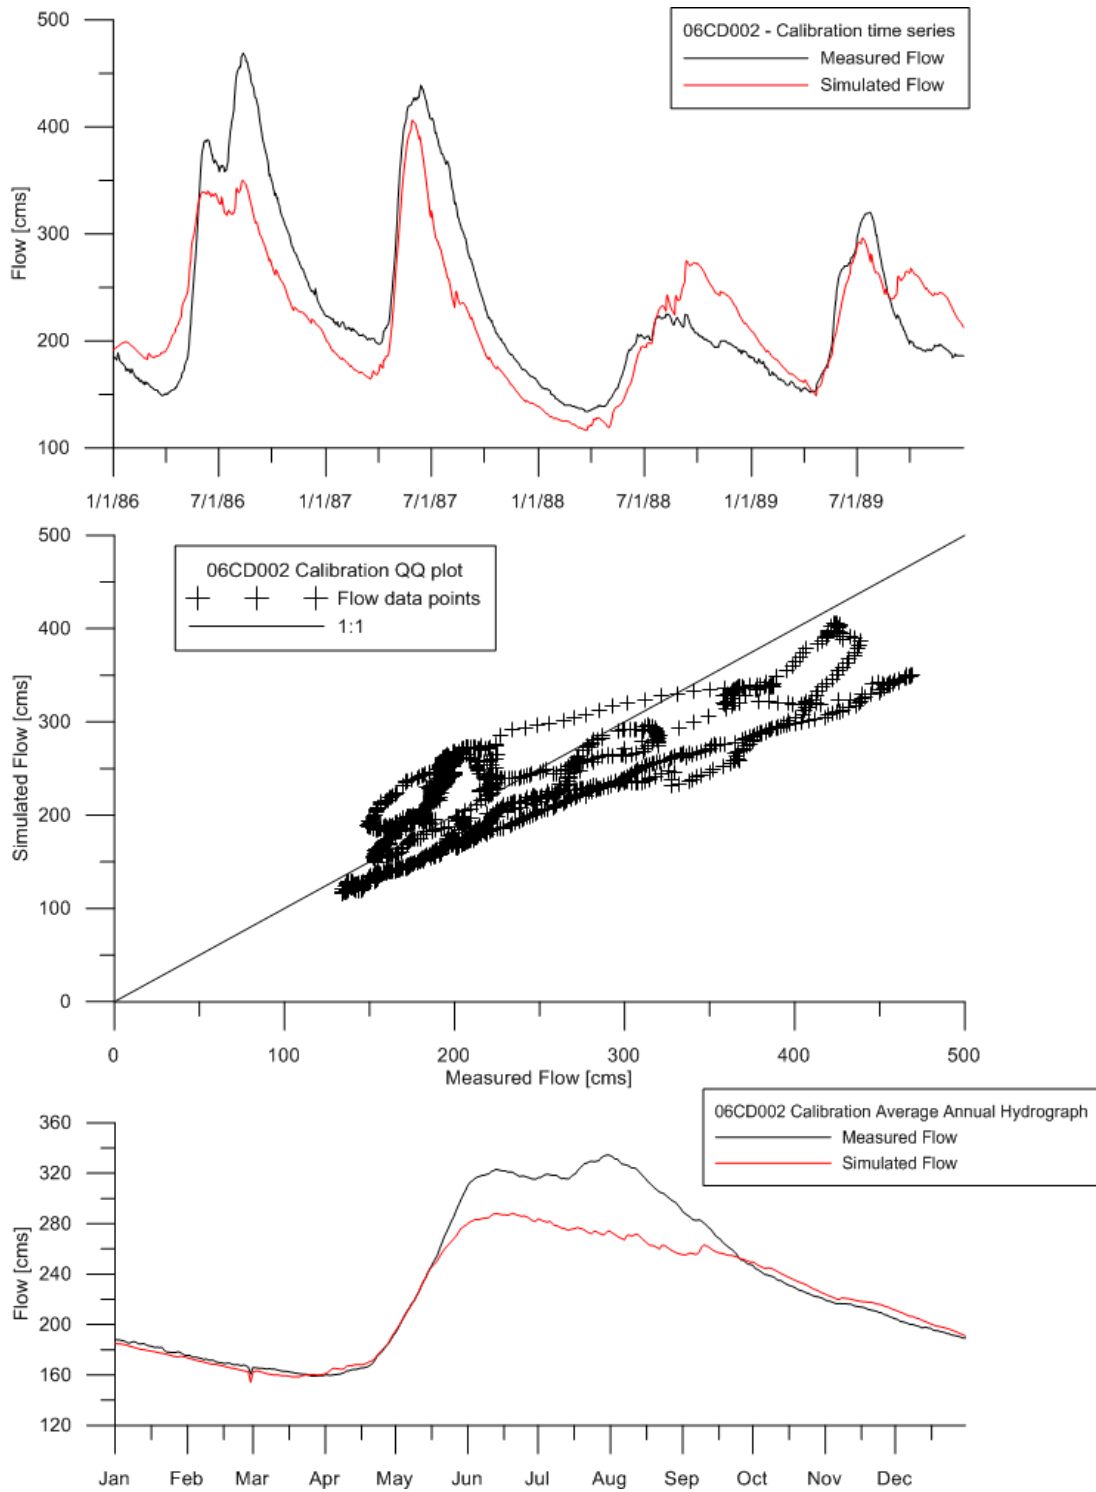 500
400
300
200
100
Flow [cms]
06CD002 - Calibration time series
Measured Flow
Simulated Flow
1/1/86
7/1/86
1/1/87
7/1/87
1/1/88
7/1/88
1/1/89
7/1/89
500
400
300
200
100
0
Simulated Flow [cms]
06CD002 Calibration QQ plot
Flow data points
1:1
0
100
200
300
400
500
Measured Flow [cms]
06CD002 Calibration Average Annual Hydrograph
Measured Flow
Simulated Flow
360
320
280
240
200
160
120
Flow [cms]
Jan
Feb
Mar
Apr
May
Jun
Jul
Aug
Sep
Oct
Nov
Dec